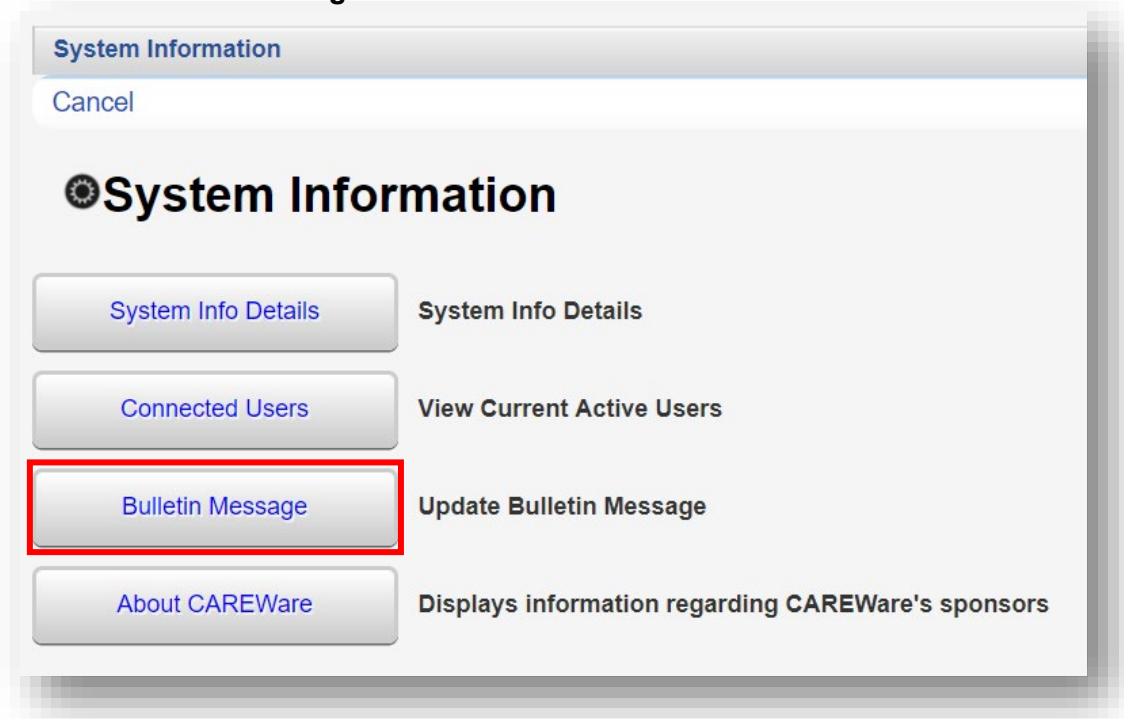 System Information
Cancel
System Information
System Info Details System Info Details
Connected Users View Current Active Users
Bulletin Message Update Bulletin Message
About CAREWare Displays information regarding CAREWare's sponsors